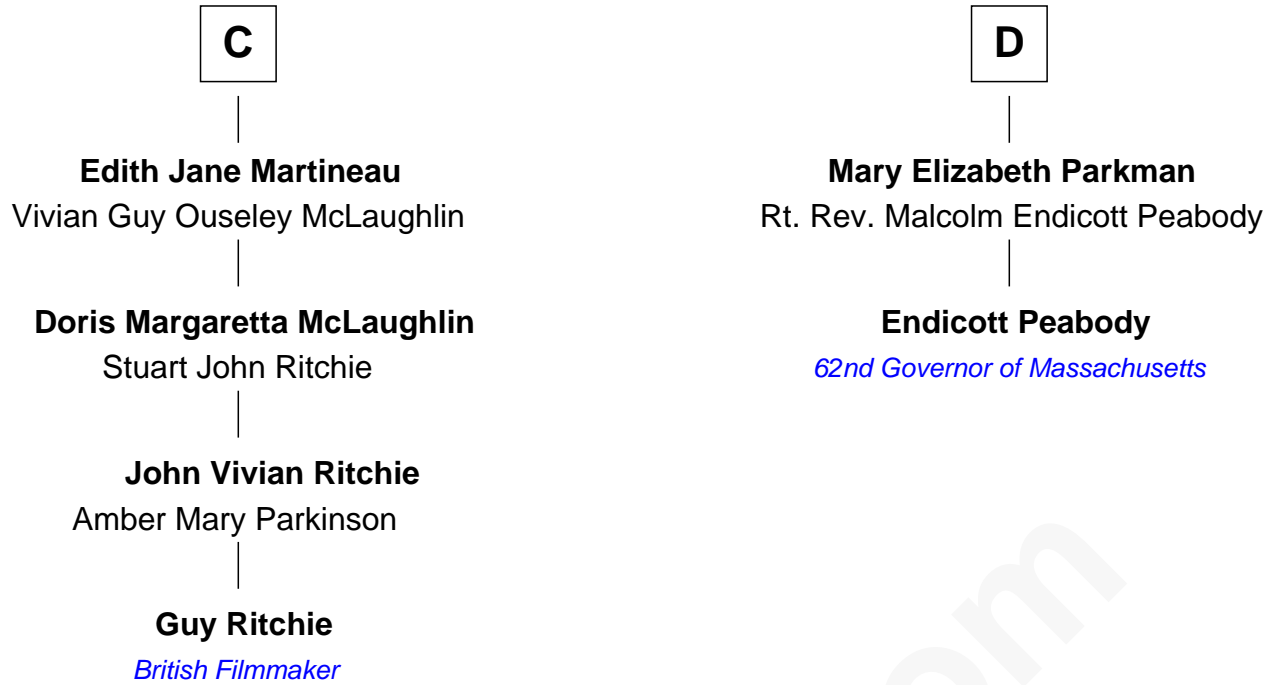 C
Edith Jane Martineau
Vivian Guy Ouseley McLaughlin
Doris Margaretta McLaughlin
Stuart John Ritchie
John Vivian Ritchie
Amber Mary Parkinson
Guy Ritchie
British Filmmaker
D
Mary Elizabeth Parkman
Rt. Rev. Malcolm Endicott Peabody
Endicott Peabody
62nd Governor of Massachusetts
om